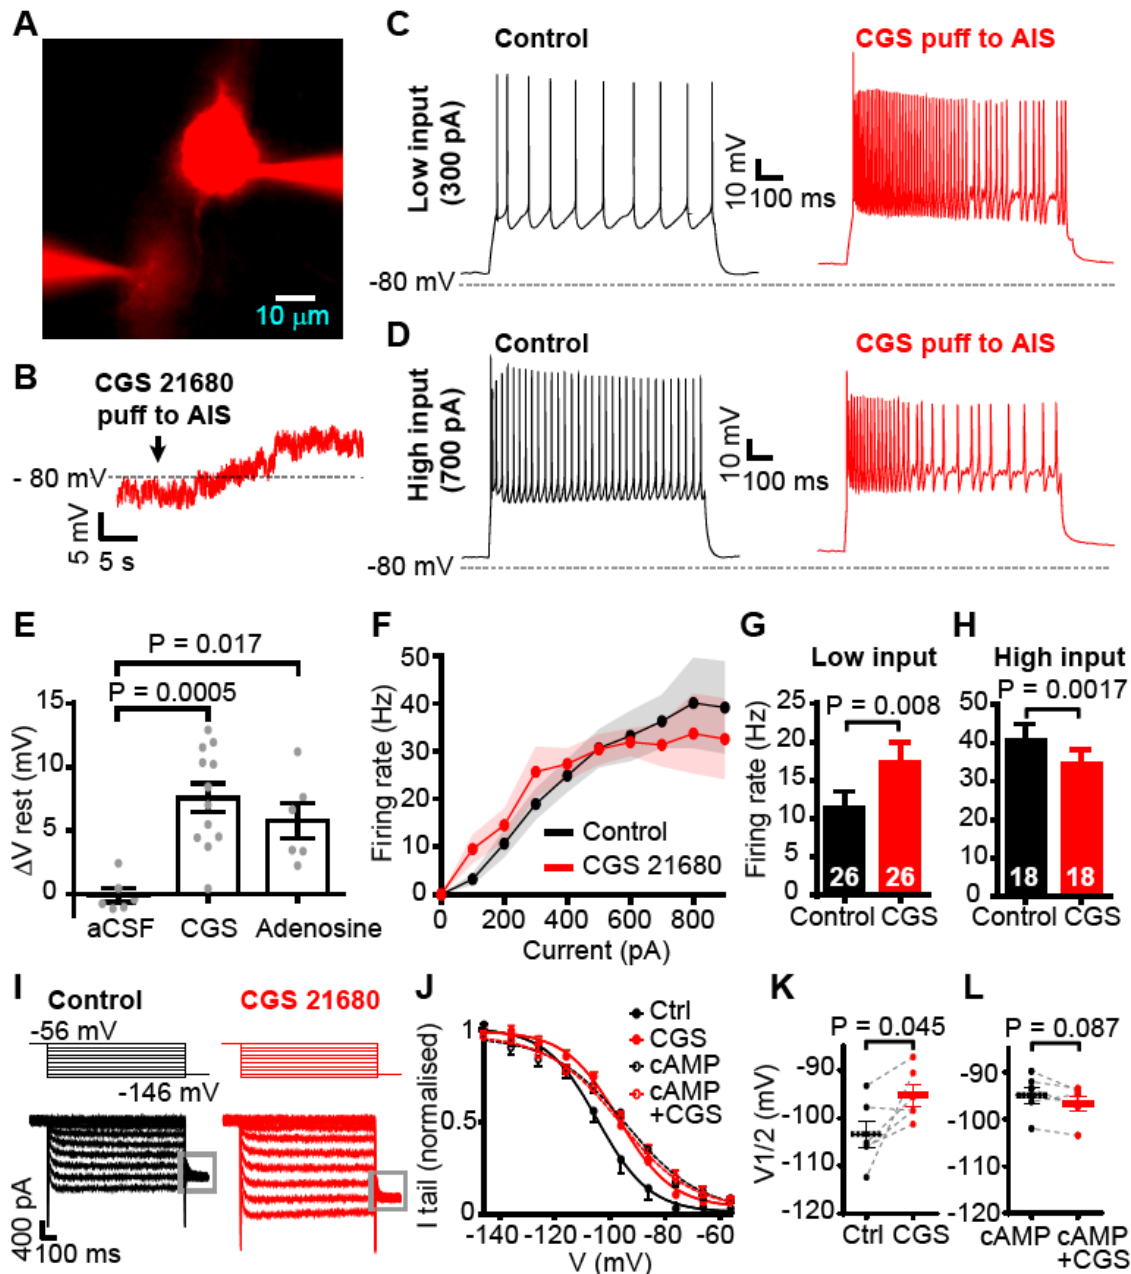 A
10 μm
B
CGS 21680
puff to AIS
- 80 mV
5 mV
5 s
C
Control
CGS puff to AIS
Low input
(300 pA)
10 mV
100 ms
-80 mV
D
Control
CGS puff to AIS
High input
(700 pA)
10 mV
100 ms
-80 mV
E
P = 0.017
P = 0.0005
ΔV rest (mV)
15
10
5
0
aCSF
CGS
Adenosine
F
Firing rate (Hz)
50
40
30
20
10
0
Control
CGS 21680
0
200
400
600
800
Current (pA)
G
Low input
P = 0.008
Firing rate (Hz)
25
20
15
10
5
0
26
26
Control
CGS
H
High input
P = 0.0017
50
40
30
20
10
0
18
18
Control
CGS
I
Control
CGS 21680
-56 mV
-146 mV
400 pA
100 ms
J
I tail (normalised)
1
0.5
0
Ctrl
CGS
cAMP
cAMP
+CGS
-140
-120
-100
-80
-60
V (mV)
K
P = 0.045
V1/2 (mV)
-90
-100
-110
-120
Ctrl
CGS
L
P = 0.087
-90
-100
-110
-120
cAMP
cAMP
+CGS